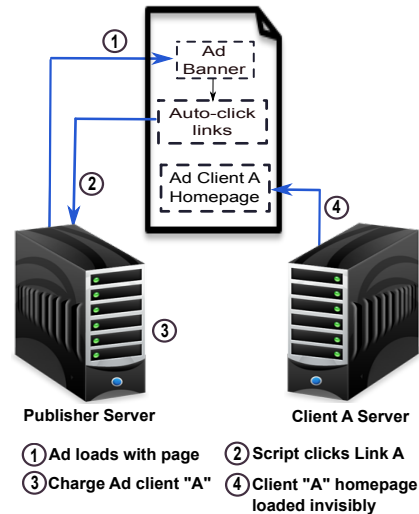 ①
Ad
Banner
Auto-click
links
②
Ad Client A
Homepage
④
③
Publisher Server
Client A Server
① Ad loads with page
② Script clicks Link A
③ Charge Ad client "A"
④ Client "A" homepage
loaded invisibly